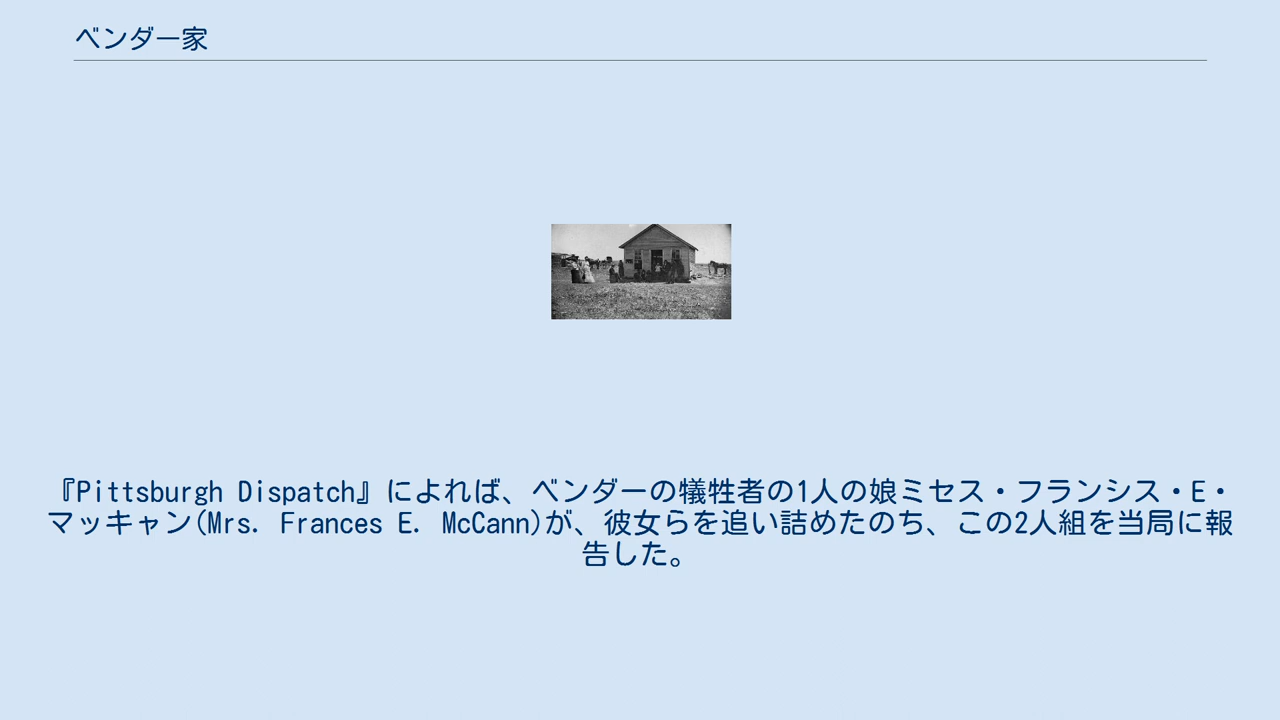 ベンダー家
『Pittsburgh Dispatch』によれば、ベンダーの犠牲者の1人の娘ミセス・フランシス・E・
マッキャン(Mrs. Frances E. McCann)が、彼女らを追い詰めたのち、この2人組を当局に報
告した。